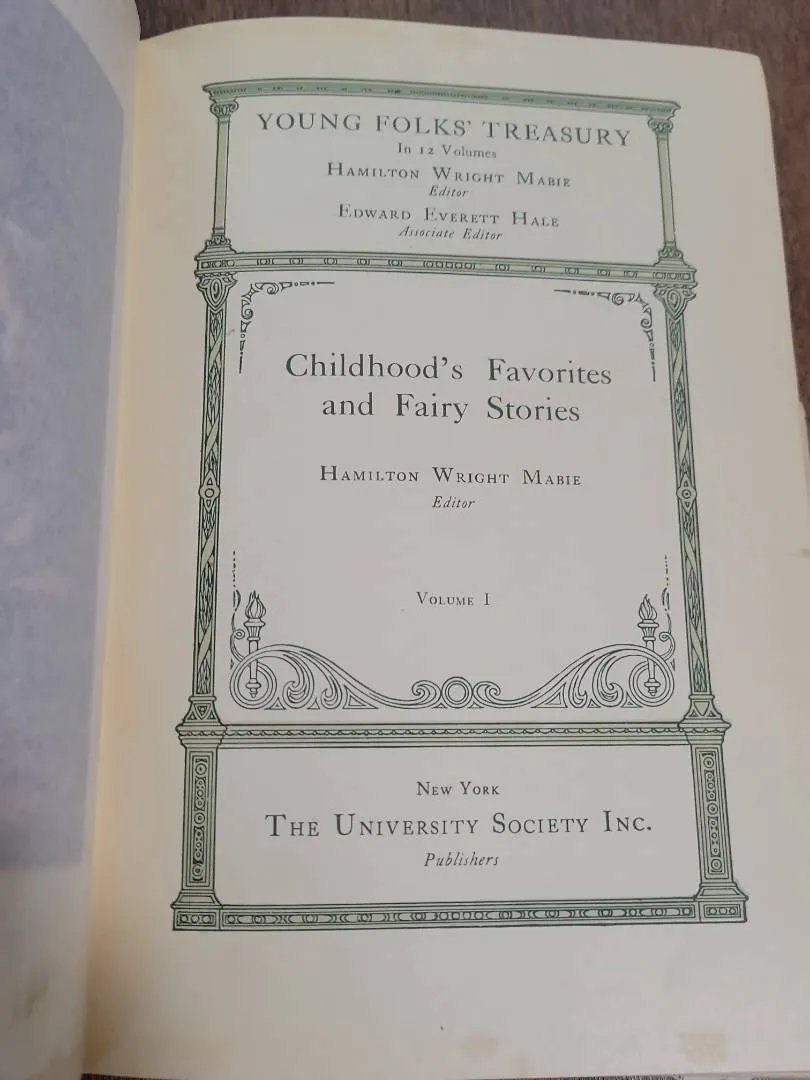 YOUNG FOLKS' TREASURY
In 12 Volumes
HAMILTON WRIGHT MABIE
Editor
EDWARD EVERETT HALE
Associate Editor
Childhood's Favorites
and Fairy Stories
HAMILTON WRIGHT MABIE
Editor
VOLUME I
NEW YORK
THE UNIVERSITY SOCIETY INC.
Publishers